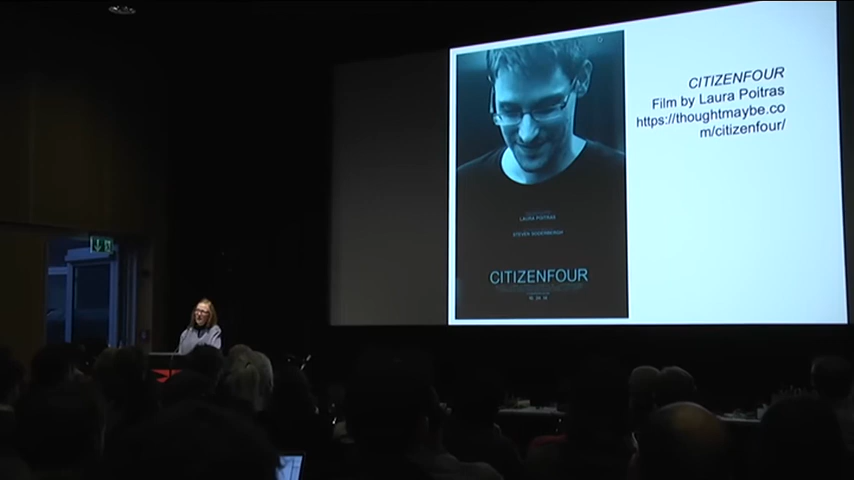 CITIZENFOUR
Film by Laura Poitras
https://thoughtmaybe.co
m/citizenfour/
LAURA POITRAS
STEVEN SODERBERGH
CITIZENFOUR